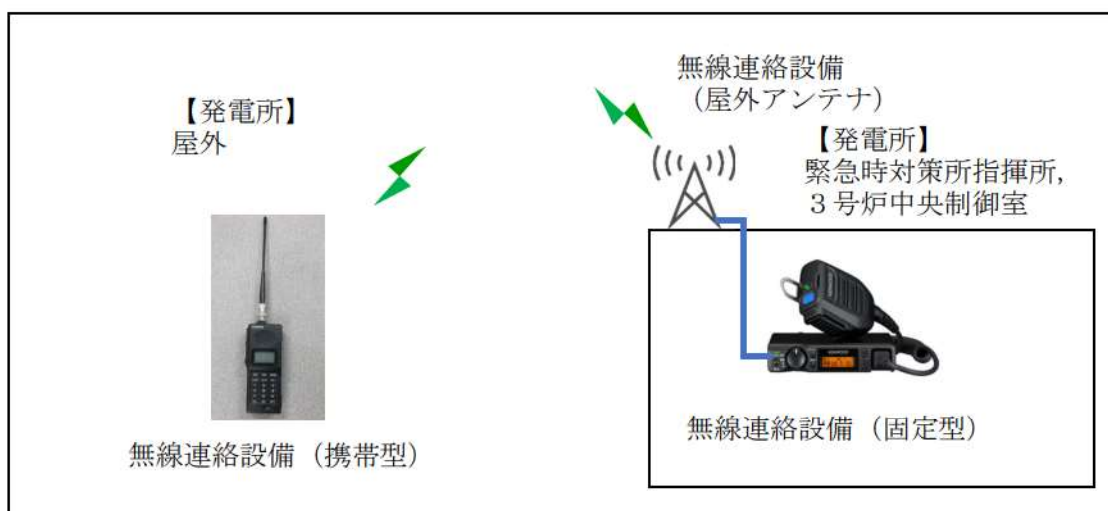 【発電所】
屋外
無線連絡設備（携帯型）
無線連絡設備
（屋外アンテナ）
【発電所】
緊急時対策所指揮所，
３号炉中央制御室
無線連絡設備（固定型）